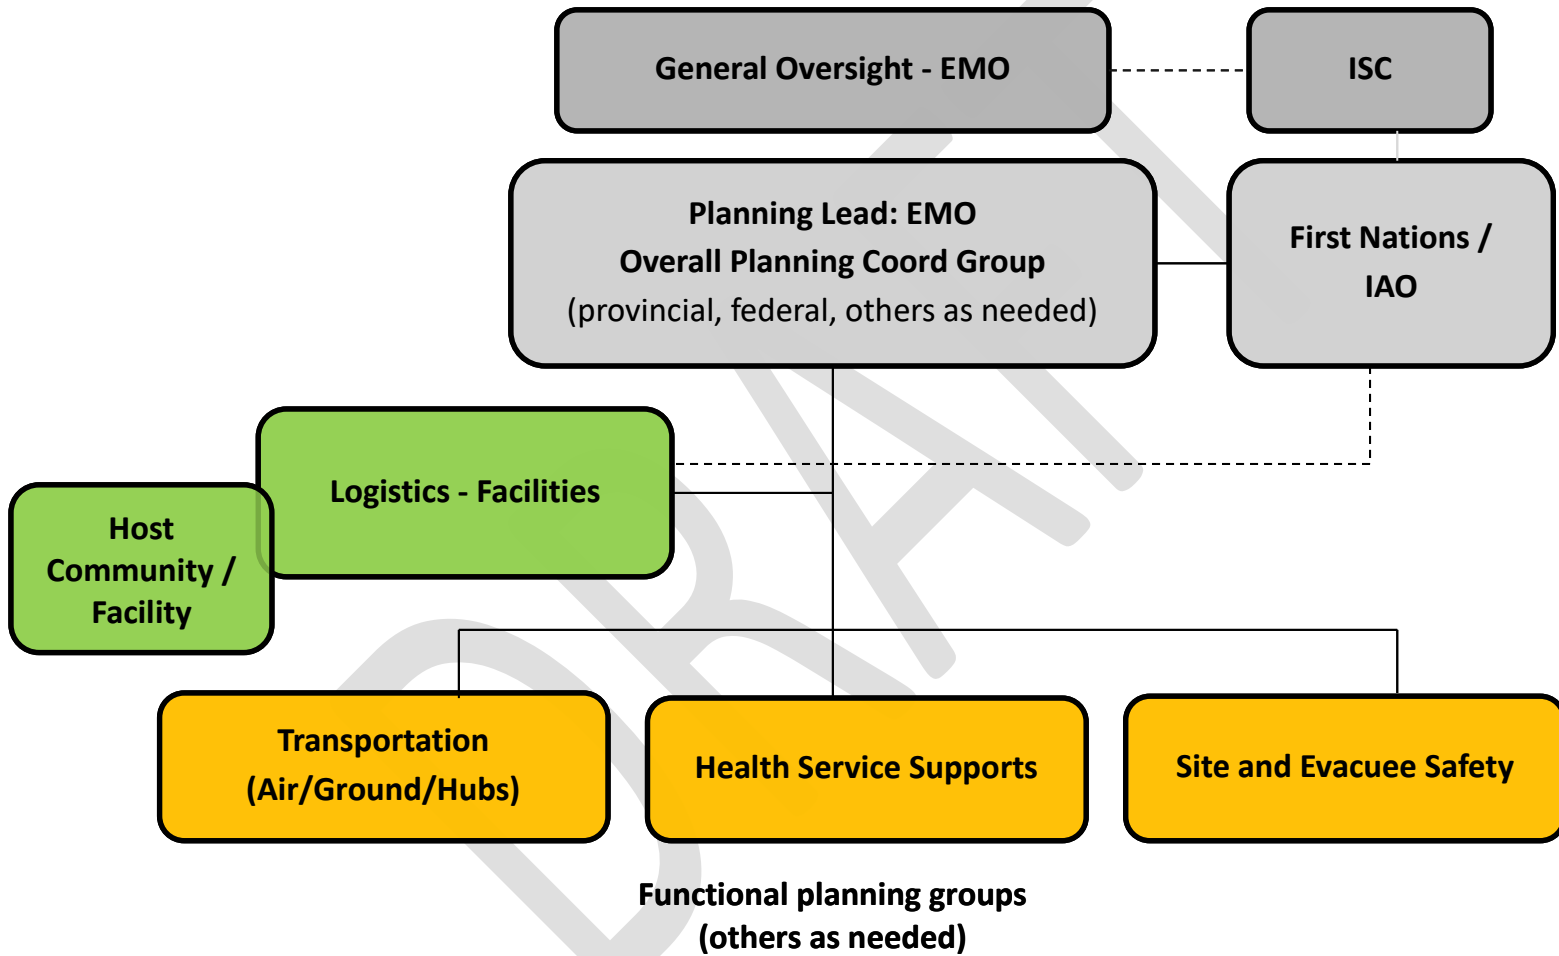 General Oversight - EMO
ISC
Planning Lead: EMO
Overall Planning Coord Group
(provincial, federal, others as needed)
First Nations /
IAO
Logistics - Facilities
Host
Community /
Facility
Transportation
(Air/Ground/Hubs)
Health Service Supports
Site and Evacuee Safety
Functional planning groups
(others as needed)
DRAFT